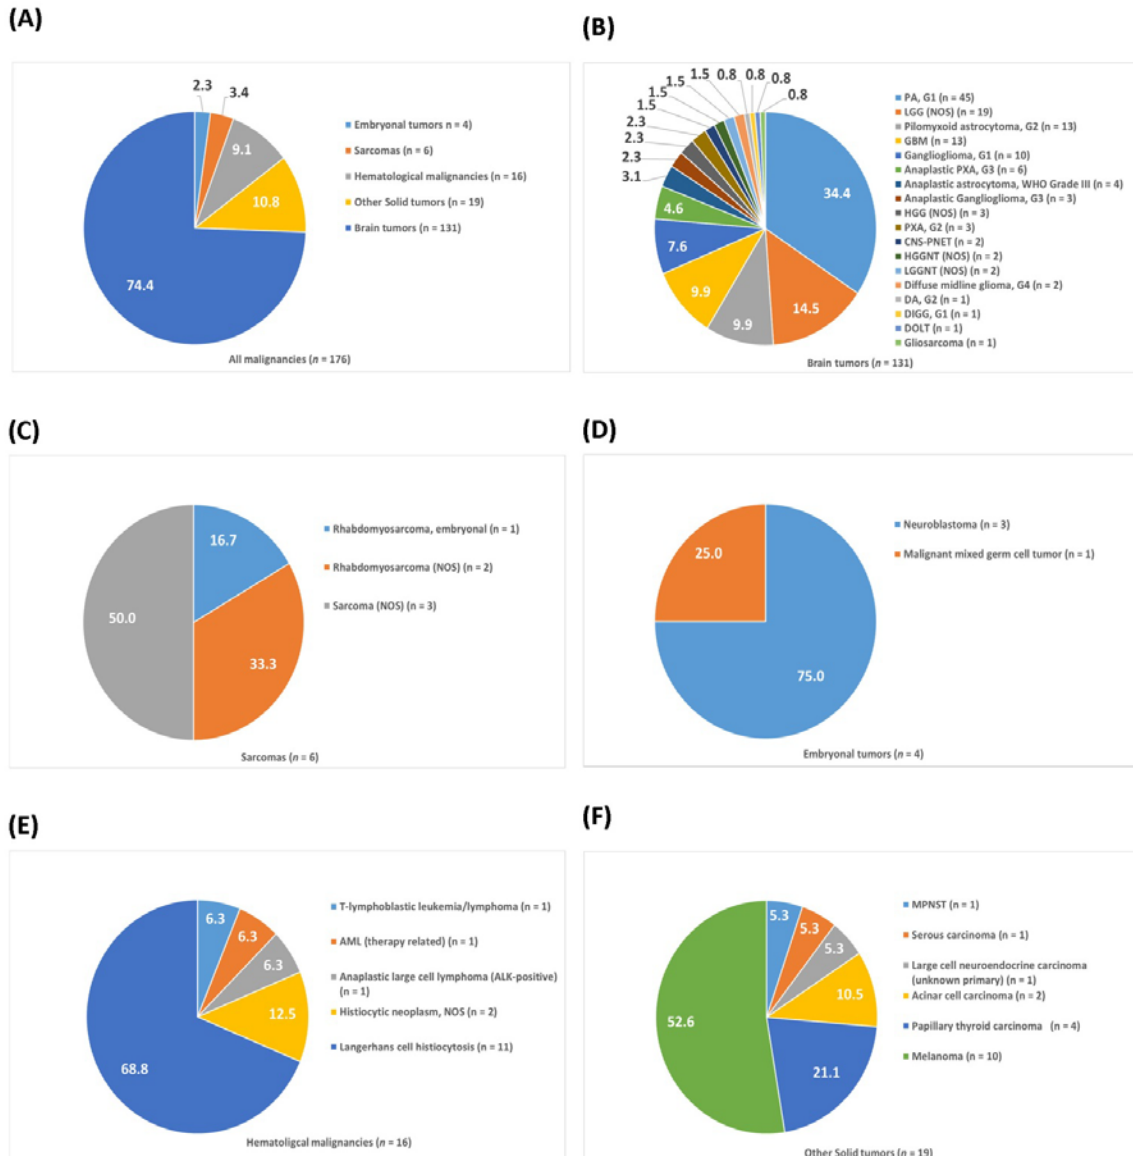 (A)
2.3
3.4
9.1
10.8
74.4
Embryonal tumors n = 4)
Sarcomas (n = 6)
Hematological malignancies (n = 16)
Other Solid tumors (n = 19)
Brain tumors (n = 131)
All malignancies (n = 176)
(B)
0.8
0.8
0.8
0.8
1.5
1.5
1.5
1.5
2.3
2.3
2.3
3.1
4.6
7.6
9.9
9.9
14.5
34.4
PA, G1 (n = 45)
LGG (NOS) (n = 19)
Pilomyxoid astrocytoma, G2 (n = 13)
GBM (n = 13)
Ganglioglioma, G1 (n = 10)
Anaplastic PXA, G3 (n = 6)
Anaplastic astrocytoma, WHO Grade III (n = 4)
Anaplastic Ganglioglioma, G3 (n = 3)
HGG (NOS) (n = 3)
PXA, G2 (n = 3)
CNS-PNET (n = 2)
HGGNT (NOS) (n = 2)
LGGNT (NOS) (n = 2)
Diffuse midline glioma, G4 (n = 2)
DA, G2 (n = 1)
DIGG, G1 (n = 1)
DOLT (n = 1)
Gliosarcoma (n = 1)
Brain tumors (n = 131)
(C)
16.7
33.3
50.0
Rhabdomyosarcoma, embryonal (n = 1)
Rhabdomyosarcoma (NOS) (n = 2)
Sarcoma (NOS) (n = 3)
Sarcomas (n = 6)
(D)
25.0
75.0
Neuroblastoma (n = 3)
Malignant mixed germ cell tumor (n = 1)
Embryonal tumors (n = 4)
(E)
6.3
6.3
6.3
12.5
68.8
T-lymphoblastic leukemia/lymphoma (n = 1)
AML (therapy related) (n = 1)
Anaplastic large cell lymphoma (ALK-positive)
(n = 1)
Histiocytic neoplasm, NOS (n = 2)
Langerhans cell histiocytosis (n = 11)
Hematoligcal malignancies (n = 16)
(F)
5.3
5.3
5.3
10.5
21.1
52.6
MPNST (n = 1)
Serous carcinoma (n = 1)
Large cell neuroendocrine carcinoma
(unknown primary) (n = 1)
Acinar cell carcinoma (n = 2)
Papillary thyroid carcinoma (n = 4)
Melanoma (n = 10)
Other Solid tumors (n = 19)